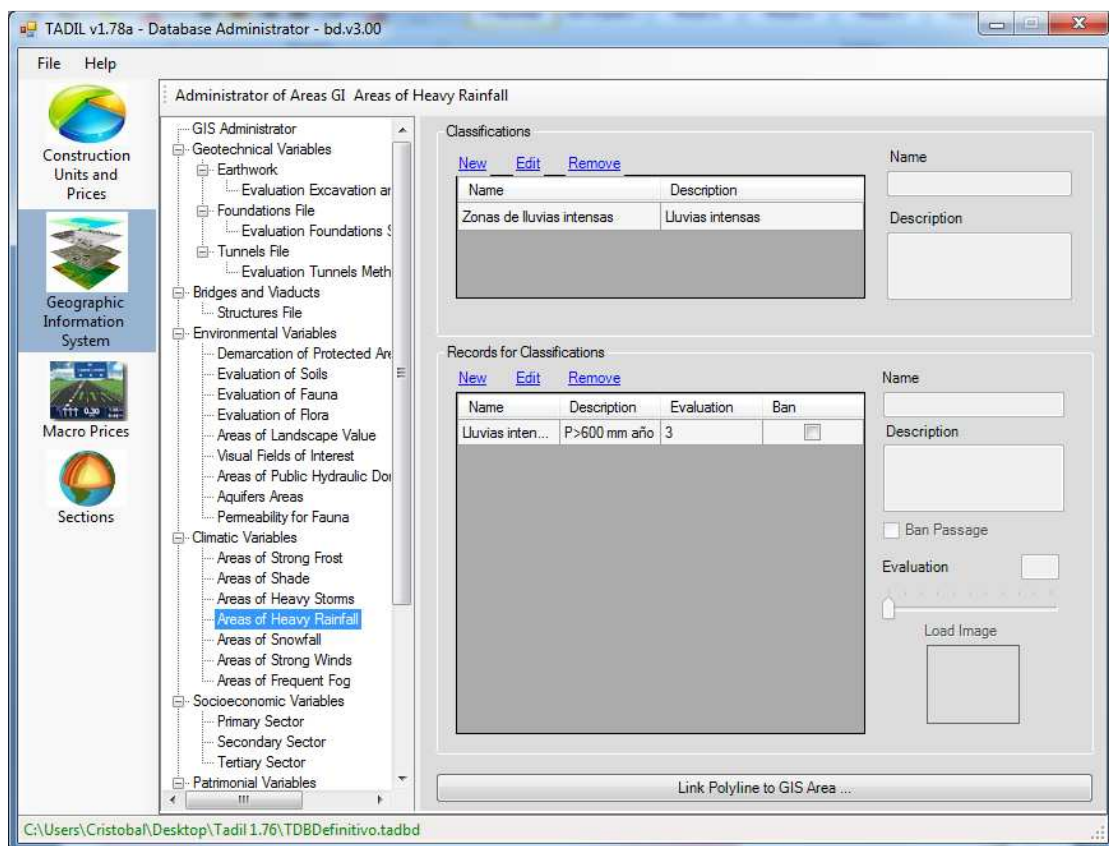 TADIL v1.78a - Database Administrator - bd.v3.00
File Help
Construction
Units and
Prices
Geographic
Information
System
Macro Prices
Sections
Administrator of Areas GI Areas of Heavy Rainfall
GIS Administrator
Geotechnical Variables
Earthwork
Evaluation Excavation ar
Foundations File
Evaluation Foundations S
Tunnels File
Evaluation Tunnels Meth
Bridges and Viaducts
Structures File
Environmental Variables
Demarcation of Protected Are
Evaluation of Soils
Evaluation of Fauna
Evaluation of Flora
Areas of Landscape Value
Visual Fields of Interest
Areas of Public Hydraulic Dor
Aquifers Areas
Permeability for Fauna
Climatic Variables
Areas of Strong Frost
Areas of Shade
Areas of Heavy Storms
Areas of Heavy Rainfall
Areas of Snowfall
Areas of Strong Winds
Areas of Frequent Fog
Socioeconomic Variables
Primary Sector
Secondary Sector
Tertiary Sector
Patrimonial Variables
Classifications
New Edit Remove
Name Description
Zonas de lluvias intensas Lluvias intensas
Name
Description
Records for Classifications
New Edit Remove
Name Description Evaluation Ban
Lluvias inten... P>600 mm año 3
Name
Description
Ban Passage
Evaluation
Load Image
Link Polyline to GIS Area ...
C:\Users\Cristobal\Desktop\Tadil 1.76\TDBDefinitivo.tadbd